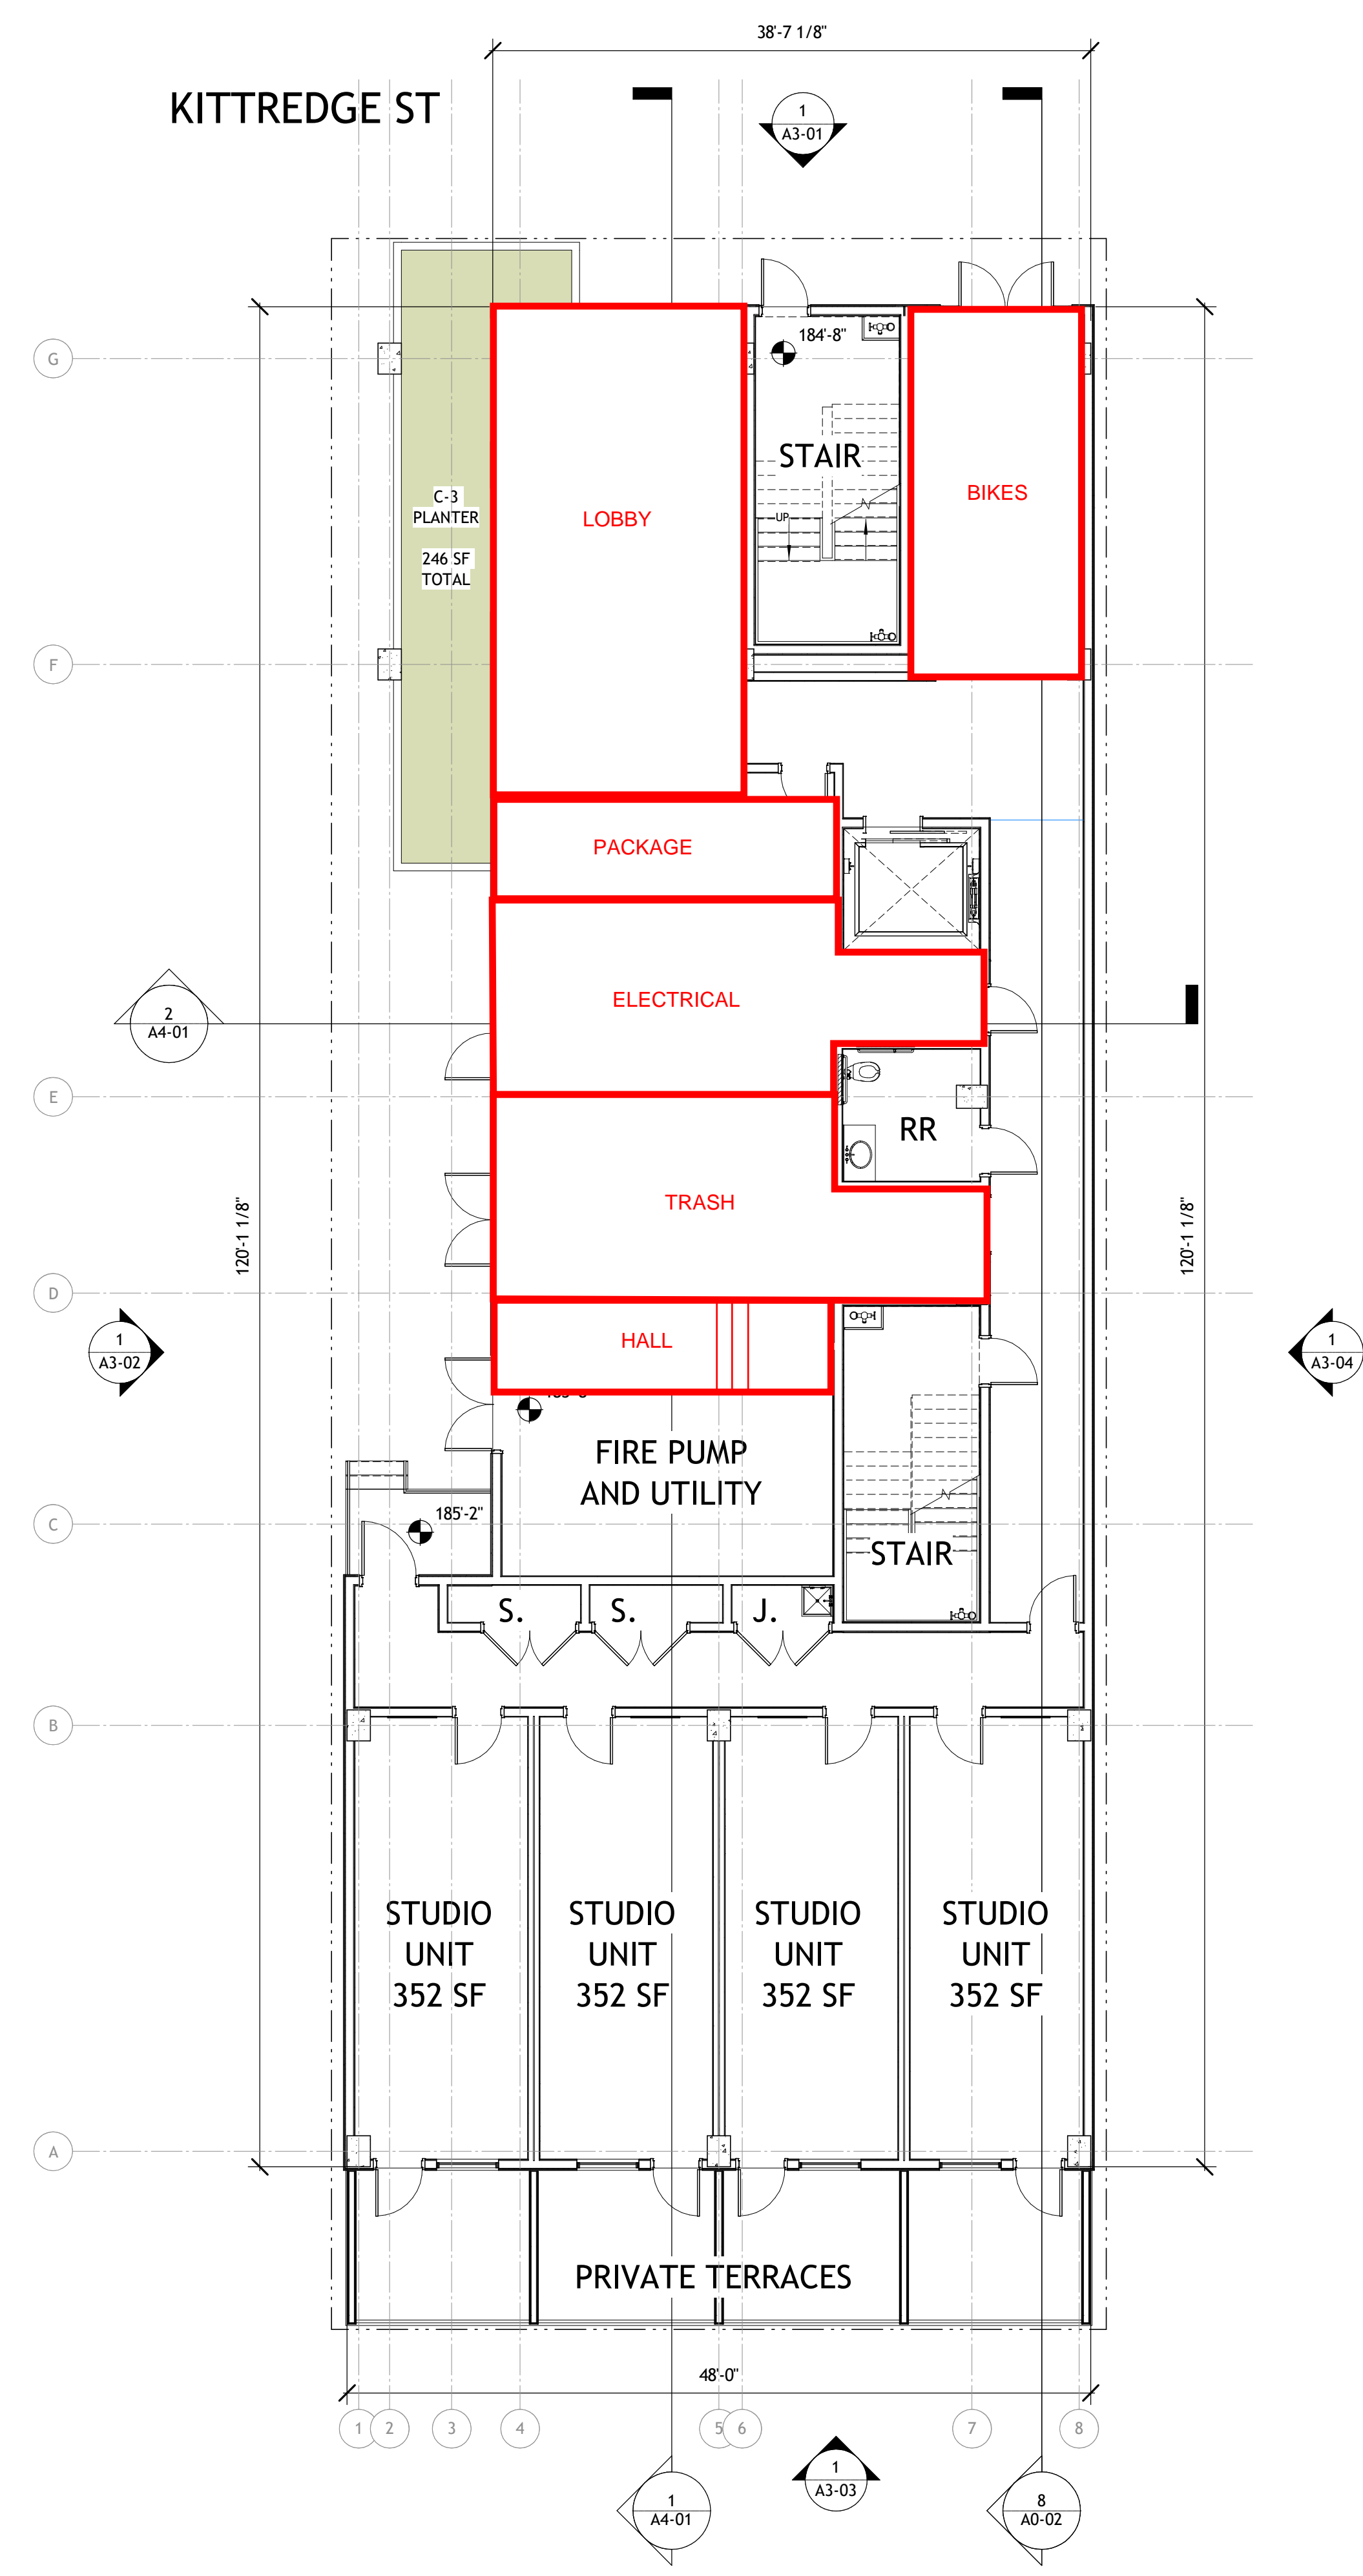 38'-7 1/8"
KITTREDGE ST
1
A3-01
184'-8"
G
STAIR
BIKES
C-3
PLANTER
LOBBY
UP
246 SF
TOTAL
F
PACKAGE
ELECTRICAL
2
A4-01
E
RR
TRASH
120'-1 1/8"
120'-1 1/8"
D
1
A3-02
HALL
1
A3-04
FIRE PUMP
AND UTILITY
185'-2"
C
STAIR
S.
S.
J.
B
STUDIO
UNIT
352 SF
STUDIO
UNIT
352 SF
STUDIO
UNIT
352 SF
STUDIO
UNIT
352 SF
A
PRIVATE TERRACES
48'-0"
1
2
3
4
5
6
7
8
1
A3-03
1
A4-01
8
A0-02